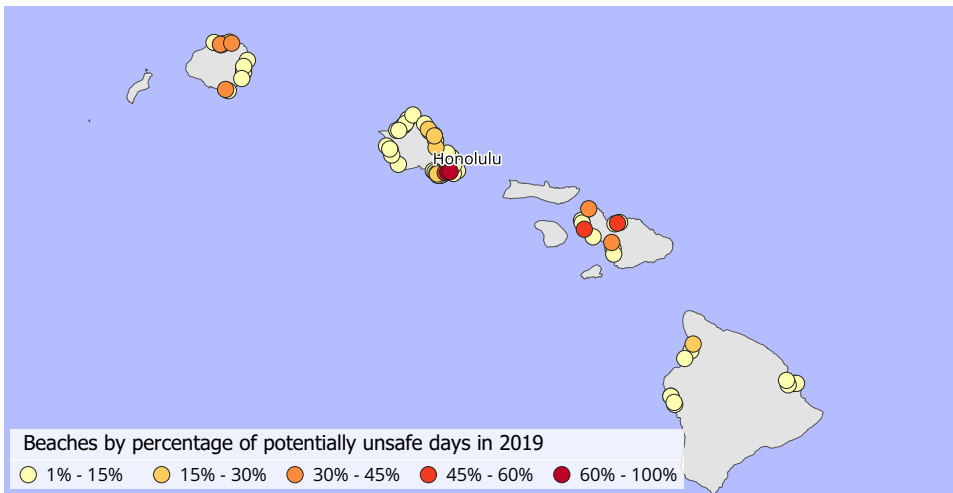 Honolulu
Beaches by percentage of potentially unsafe days in 2019
1% - 15% 15% - 30% 30% - 45% 45% - 60% 60% - 100%